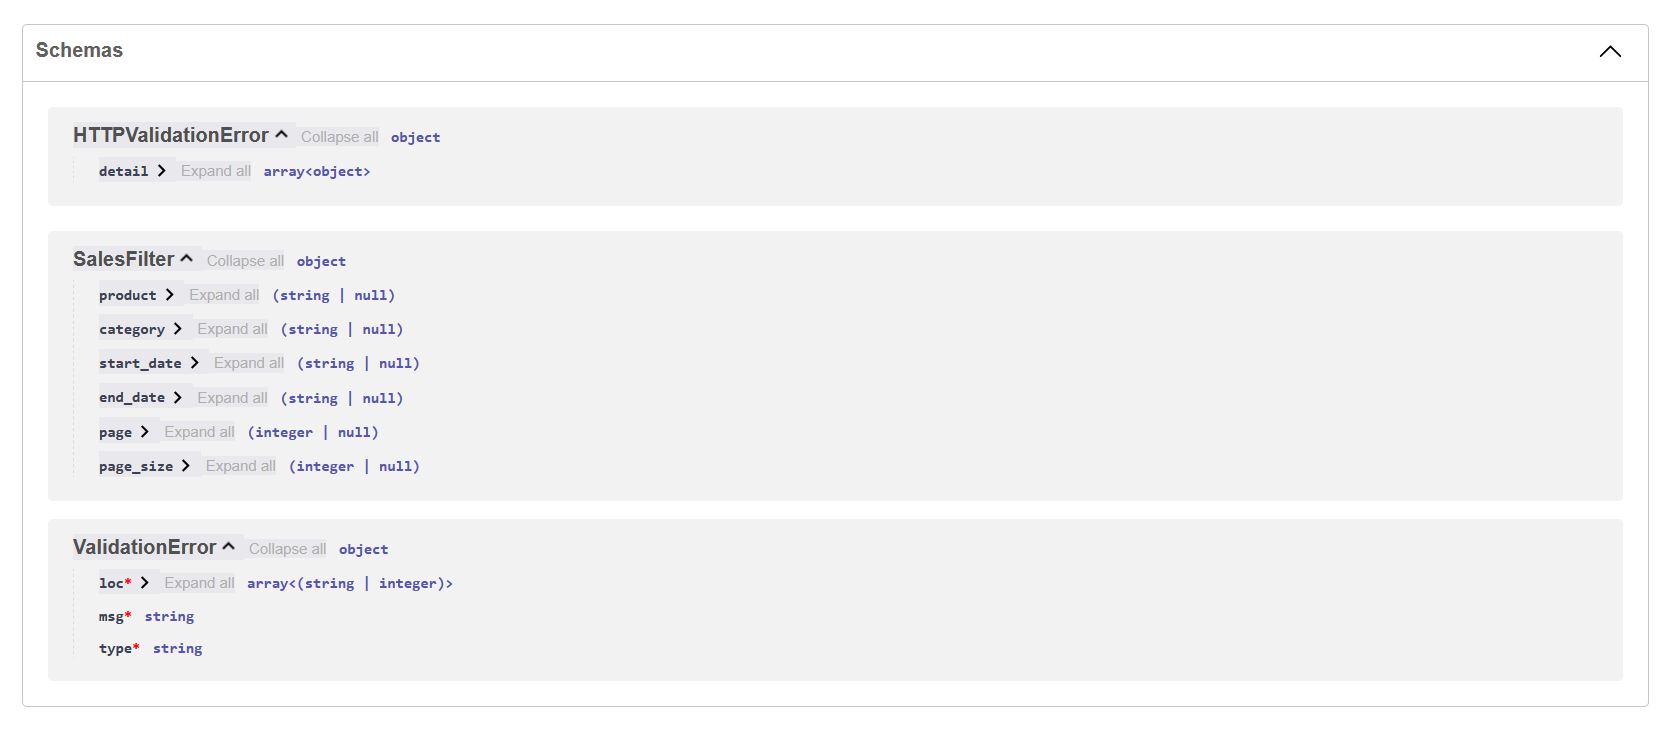 Schemas
HTTPValidationError Collapse all object
detail Expand all array<object>
SalesFilter Collapse all object
product Expand all (string | null)
category Expand all (string | null)
start_date Expand all (string | null)
end_date Expand all (string | null)
page Expand all (integer | null)
page_size Expand all (integer | null)
ValidationError Collapse all object
loc* Expand all array<(string | integer)>
msg* string
type* string